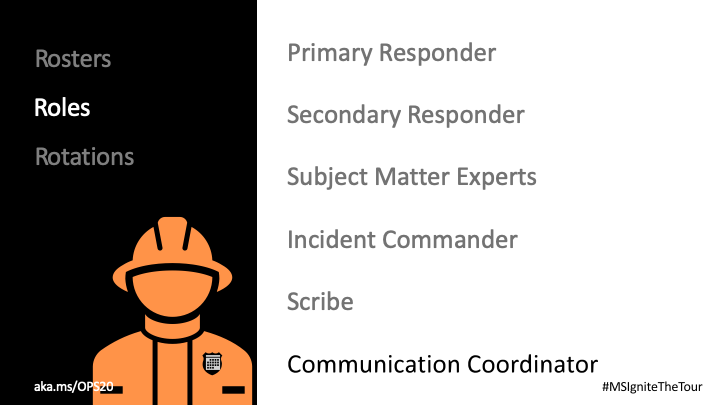 Rosters
Roles
Rotations
Primary Responder
Secondary Responder
Subject Matter Experts
Incident Commander
Scribe
Communication Coordinator
aka.ms/OPS20
#MSIgniteTheTour